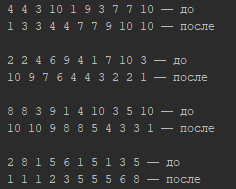 4 4 3 10 1 9 3 7 7 10 — до
1 3 3 4 4 7 7 9 10 10 — после
2 2 4 6 9 4 1 7 10 3 — до
10 9 7 6 4 4 3 2 2 1 — после
8 8 3 9 1 4 10 3 5 10 — до
10 10 9 8 8 5 4 3 3 1 — после
2 8 1 5 6 1 5 1 3 5 — до
1 1 1 2 3 5 5 5 6 8 — после